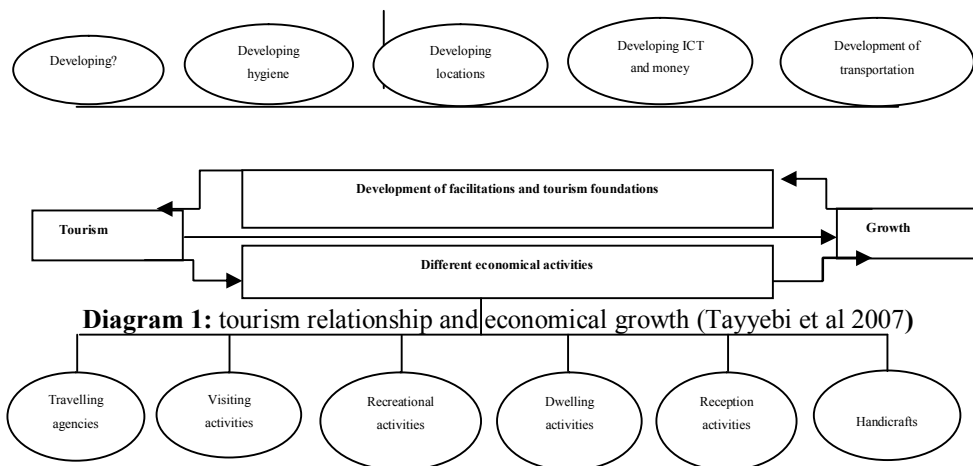 Developing?
Developing
hygiene
Developing
locations
Developing ICT
and money
Development of
transportation
Development of facilitations and tourism foundations
Tourism
Growth
Different economical activities
Diagram 1: tourism relationship and economical growth (Tayyebi et al 2007)
Travelling
agencies
Visiting
activities
Recreational
activities
Dwelling
activities
Reception
activities
Handicrafts